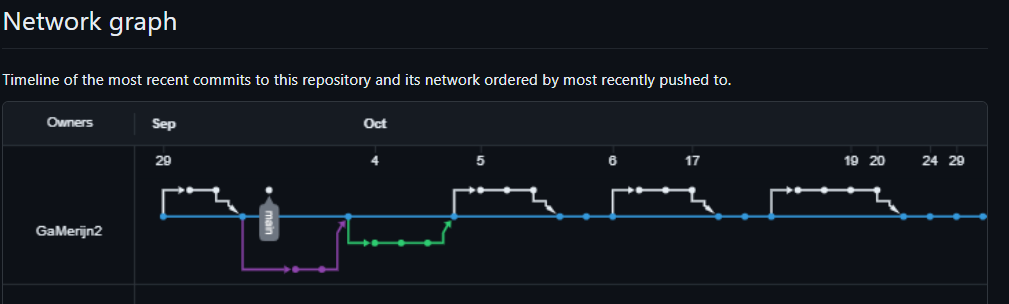 Network graph
Timeline of the most recent commits to this repository and its network ordered by most recently pushed to.
Owners Sep Oct
29 4 5 6 17 19 20 24 29
main
GaMerijn2